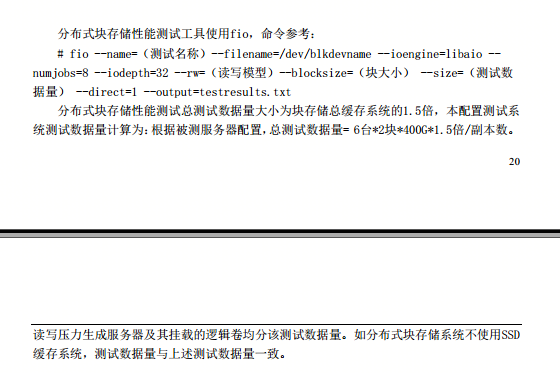 分布式块存储性能测试工具使用fio，命令参考：
# fio --name=（测试名称）--filename=/dev/blkdevname --ioengine=libaio --
numjobs=8 --iodepth=32 --rw=（读写模型）--blocksize=（块大小） --size=（测试数
据量） --direct=1 --output=testresults.txt
分布式块存储性能测试总测试数据量大小为块存储总缓存系统的1.5倍，本配置测试系
统测试数据量计算为：根据被测服务器配置，总测试数据量= 6台*2块*400G*1.5倍/副本数。
20
读写压力生成服务器及其挂载的逻辑卷均分该测试数据量。如分布式块存储系统不使用SSD
缓存系统，测试数据量与上述测试数据量一致。